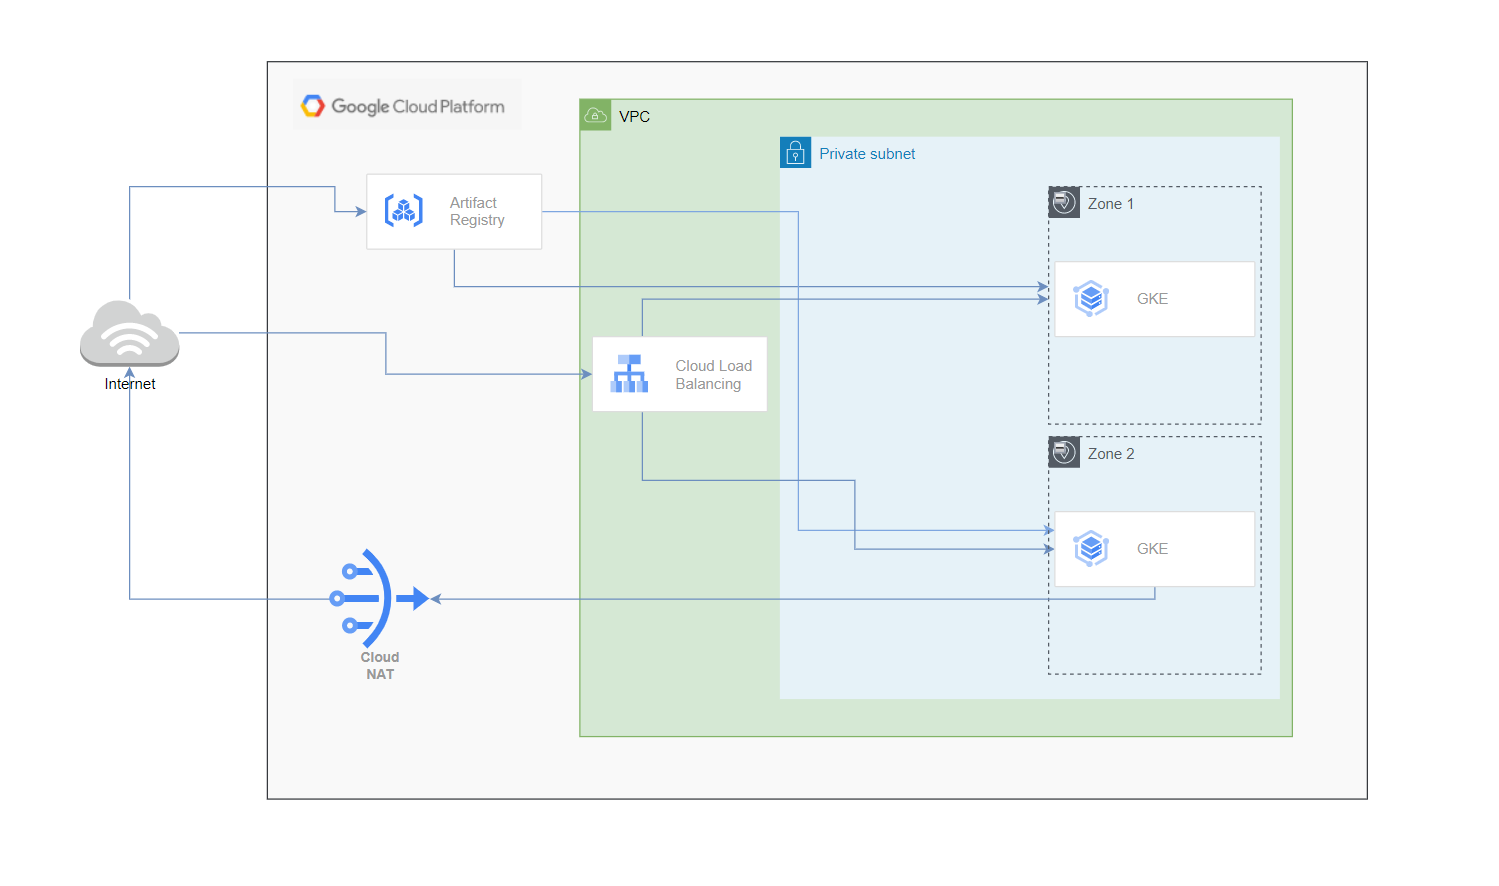 Google Cloud Platform
VPC
Private subnet
Artifact
Registry
Zone 1
GKE
Internet
Cloud Load
Balancing
Zone 2
GKE
Cloud
NAT